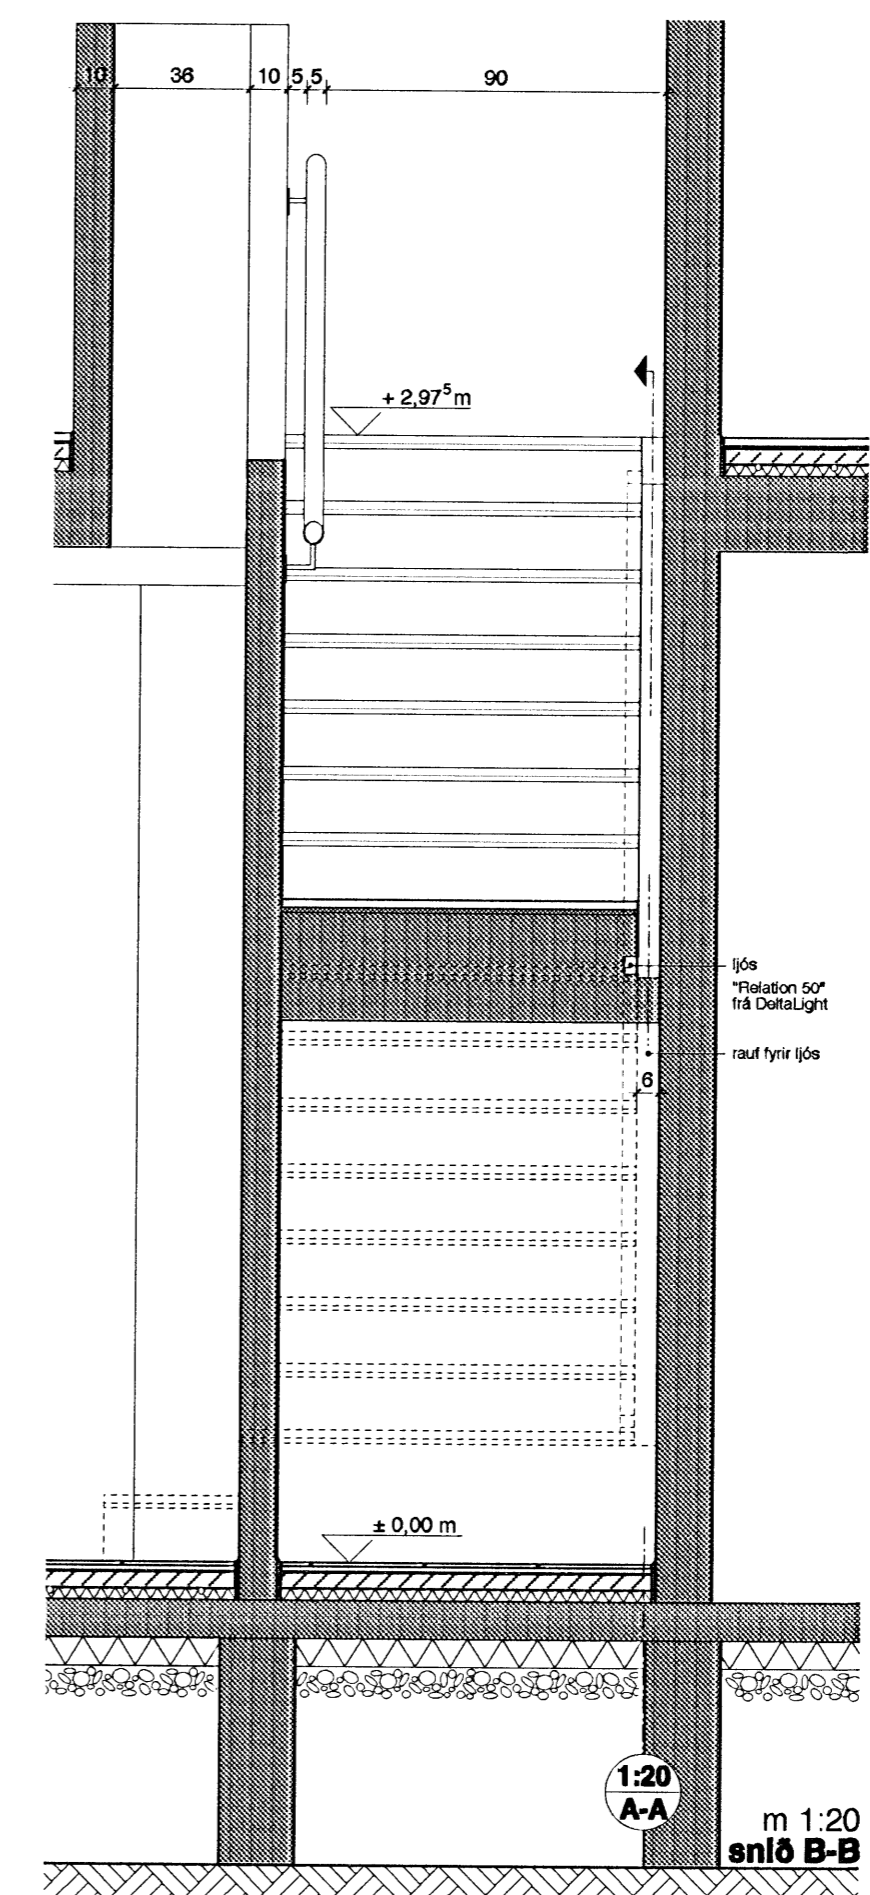 10 36 10 5 5 90
+ 2,97⁵ m
ljós
"Relation 50"
frá DeltaLight
rauf fyrir ljós
6
± 0,00 m
1:20
A-A
m 1:20
snið B-B